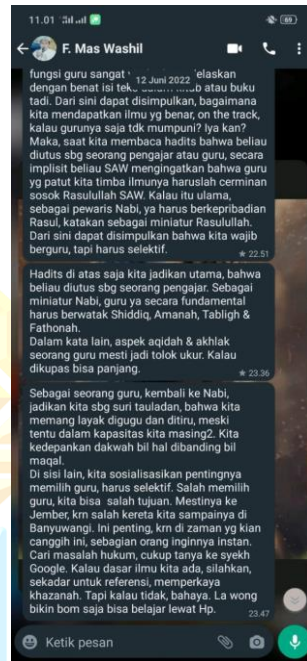 11.01
89
F. Mas Washil
12 Juni 2022
fungsi guru sangat elaskan
dengan benat isi teks atau buku
tadi. Dari sini dapat disimpulkan, bagaimana
kita mendapatkan ilmu yg benar, on the track,
kalau gurunya saja tdk mumpuni? Iya kan?
Maka, saat kita membaca hadits bahwa beliau
diutus sbg seorang pengajar atau guru, secara
implisit beliau SAW mengingatkan bahwa guru
yg patut kita timba ilmunya haruslah cerminan
sosok Rasulullah SAW. Kalau itu ulama,
sebagai pewaris Nabi, ya harus berkepribadian
Rasul, katakan sebagai miniatur Rasulullah.
Dari sini dapat disimpulkan bahwa kita wajib
berguru, tapi harus selektif.
22.51
Hadits di atas saja kita jadikan utama, bahwa
beliau diutus sbg seorang pengajar. Sebagai
miniatur Nabi, guru ya secara fundamental
harus berwatak Shiddiq, Amanah, Tabligh &
Fathonah.
Dalam kata lain, aspek aqidah & akhlak
seorang guru mesti jadi tolok ukur. Kalau
dikupas bisa panjang.
23.36
Sebagai seorang guru, kembali ke Nabi,
jadikan kita sbg suri tauladan, bahwa kita
memang layak digugu dan ditiru, meski
tentu dalam kapasitas kita masing2. Kita
kedepankan dakwah bil hal dibanding bil
maqal.
Di sisi lain, kita sosialisasikan pentingnya
memilih guru, harus selektif. Salah memilih
guru, kita bisa salah tujuan. Mestinya ke
Jember, krn salah kereta kita sampainya di
Banyuwangi. Ini penting, krn di zaman yg kian
canggih ini, sebagian orang inginnya instan.
Cari masalah hukum, cukup tanya ke syekh
Google. Kalau dasar ilmu kita ada, silahkan,
sekadar untuk referensi, memperkaya
khazanah. Tapi kalau tidak, bahaya. La wong
bikin bom saja bisa belajar lewat Hp.
23.47
Ketik pesan